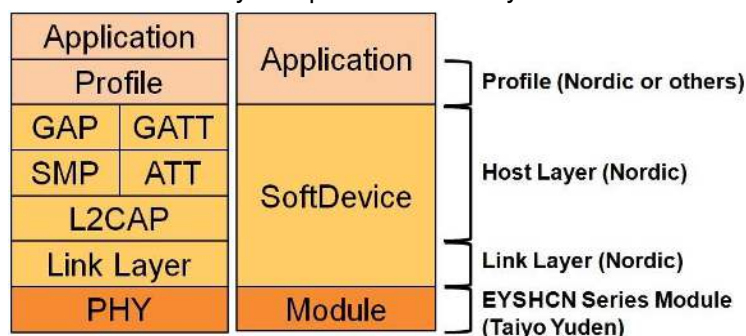 Application
Profile
GAP GATT
SMP ATT
L2CAP
Link Layer
PHY
Application
SoftDevice
Module
Profile (Nordic or others)
Host Layer (Nordic)
Link Layer (Nordic)
EYSHCN Series Module
(Taiyo Yuden)